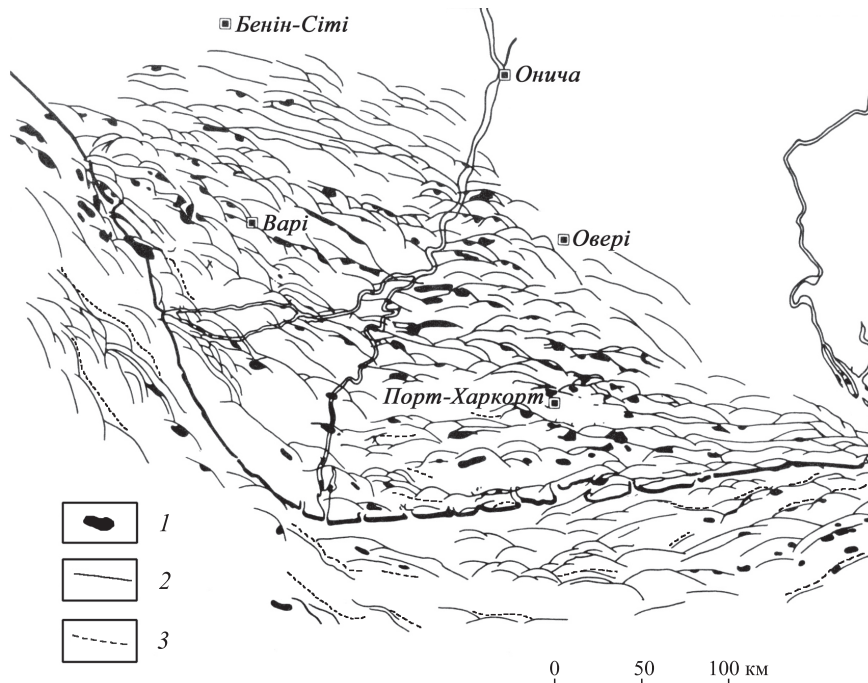 Бенін-Сіті
Онича
Варі
Овері
Порт-Харкорт
1
2
3
0 50 100 км